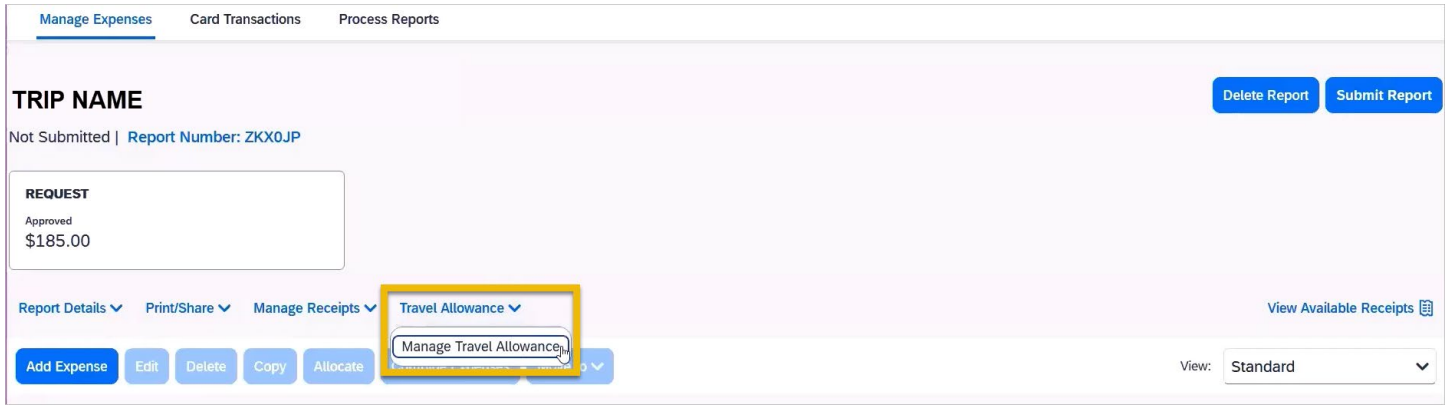 Manage Expenses Card Transactions Process Reports
TRIP NAME
Delete Report Submit Report
Not Submitted | Report Number: ZKX0JP
REQUEST
Approved
$185.00
Report Details Print/Share Manage Receipts Travel Allowance View Available Receipts
Manage Travel Allowance
Add Expense Edit Delete Copy Allocate View: Standard